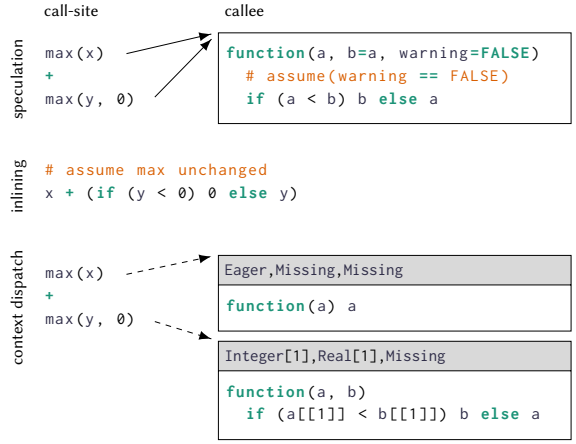 call-site callee
speculation
max(x)
+
max(y, 0)
function(a, b=a, warning=FALSE)
# assume(warning == FALSE)
if (a < b) b else a
inlining
# assume max unchanged
x + (if (y < 0) 0 else y)
context dispatch
max(x)
+
max(y, 0)
Eager,Missing,Missing
function(a) a
Integer[1],Real[1],Missing
function(a, b)
if (a[[1]] < b[[1]]) b else a